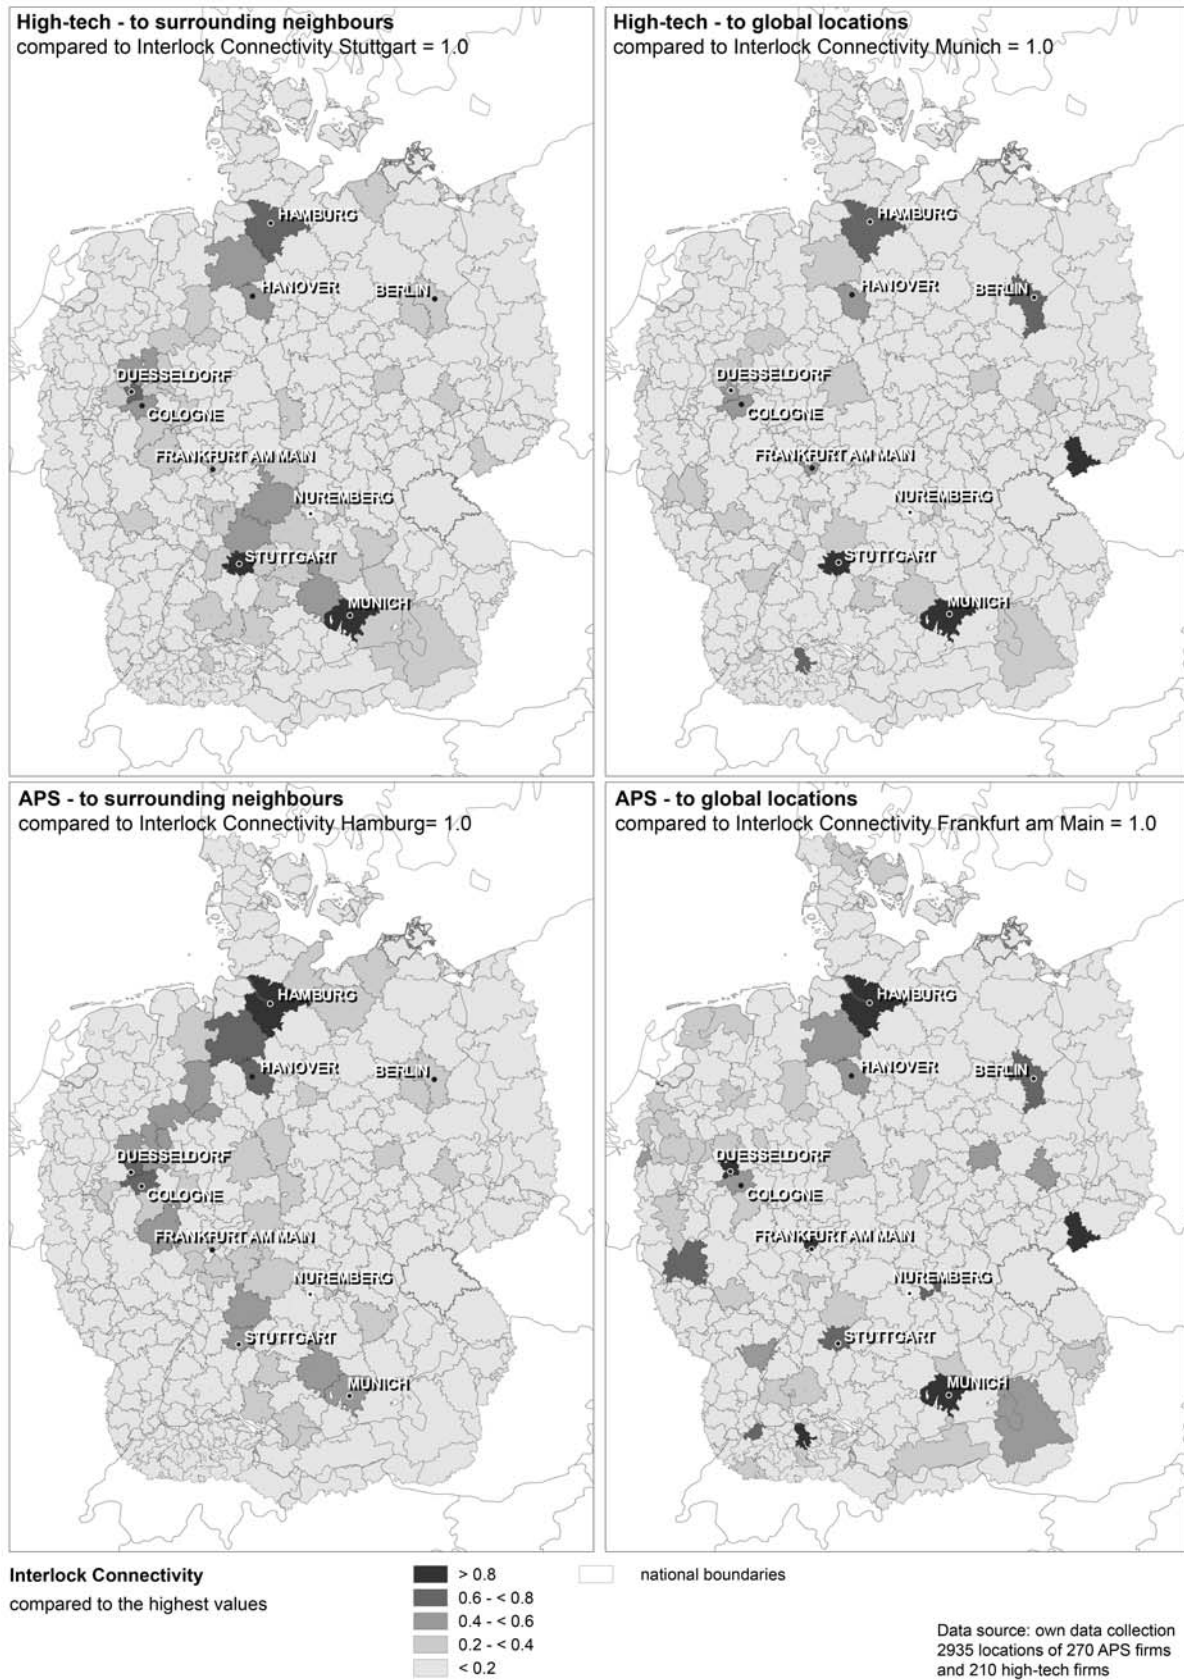 High-tech - to surrounding neighbours
compared to Interlock Connectivity Stuttgart = 1.0
HAMBURG
HANOVER
BERLIN
DUESSELDORF
COLOGNE
FRANKFURT AM MAIN
NUREMBERG
STUTTGART
MUNICH
High-tech - to global locations
compared to Interlock Connectivity Munich = 1.0
HAMBURG
HANOVER
BERLIN
DUESSELDORF
COLOGNE
FRANKFURT AM MAIN
NUREMBERG
STUTTGART
MUNICH
APS - to surrounding neighbours
compared to Interlock Connectivity Hamburg= 1.0
HAMBURG
HANOVER
BERLIN
DUESSELDORF
COLOGNE
FRANKFURT AM MAIN
NUREMBERG
STUTTGART
MUNICH
APS - to global locations
compared to Interlock Connectivity Frankfurt am Main = 1.0
HAMBURG
HANOVER
BERLIN
DUESSELDORF
COLOGNE
FRANKFURT AM MAIN
NUREMBERG
STUTTGART
MUNICH
Interlock Connectivity
compared to the highest values
> 0.8
0.6 - < 0.8
0.4 - < 0.6
0.2 - < 0.4
< 0.2
national boundaries
Data source: own data collection
2935 locations of 270 APS firms
and 210 high-tech firms